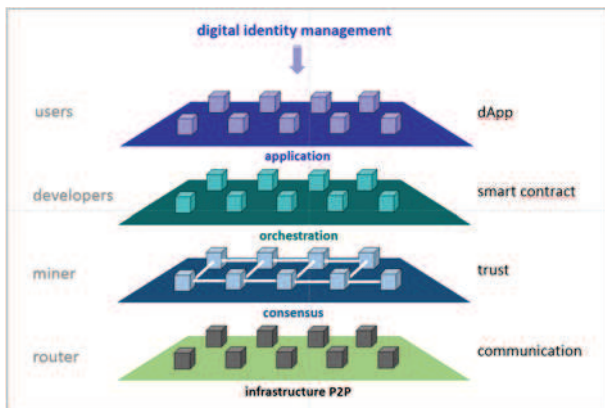 digital identity management
users
dApp
application
developers
smart contract
orchestration
miner
trust
consensus
router
communication
infrastructure P2P